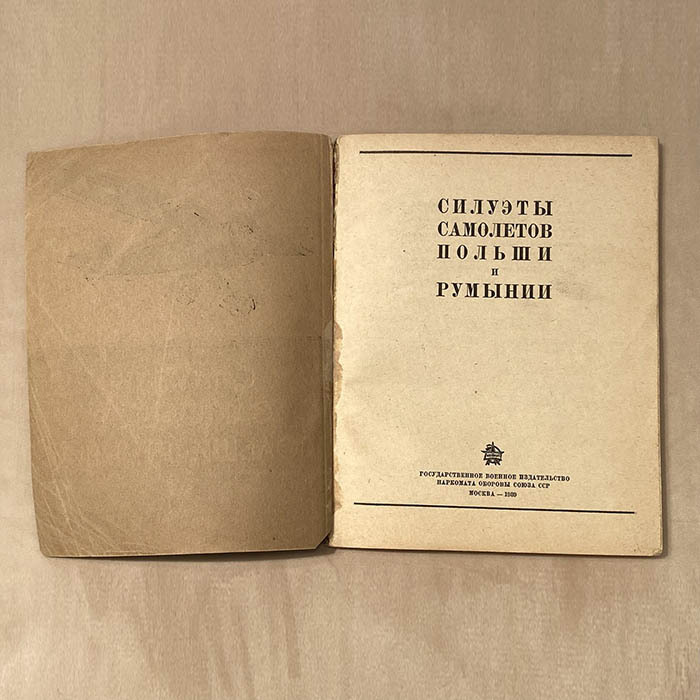 СИЛУЭТЫ
САМОЛЕТОВ
ПОЛЬШИ
и
РУМЫНИИ
ГОСУДАРСТВЕННОЕ ВОЕННОЕ ИЗДАТЕЛЬСТВО
НАРКОМАТА ОБОРОНЫ СОЮЗА ССР
МОСКВА — 1939